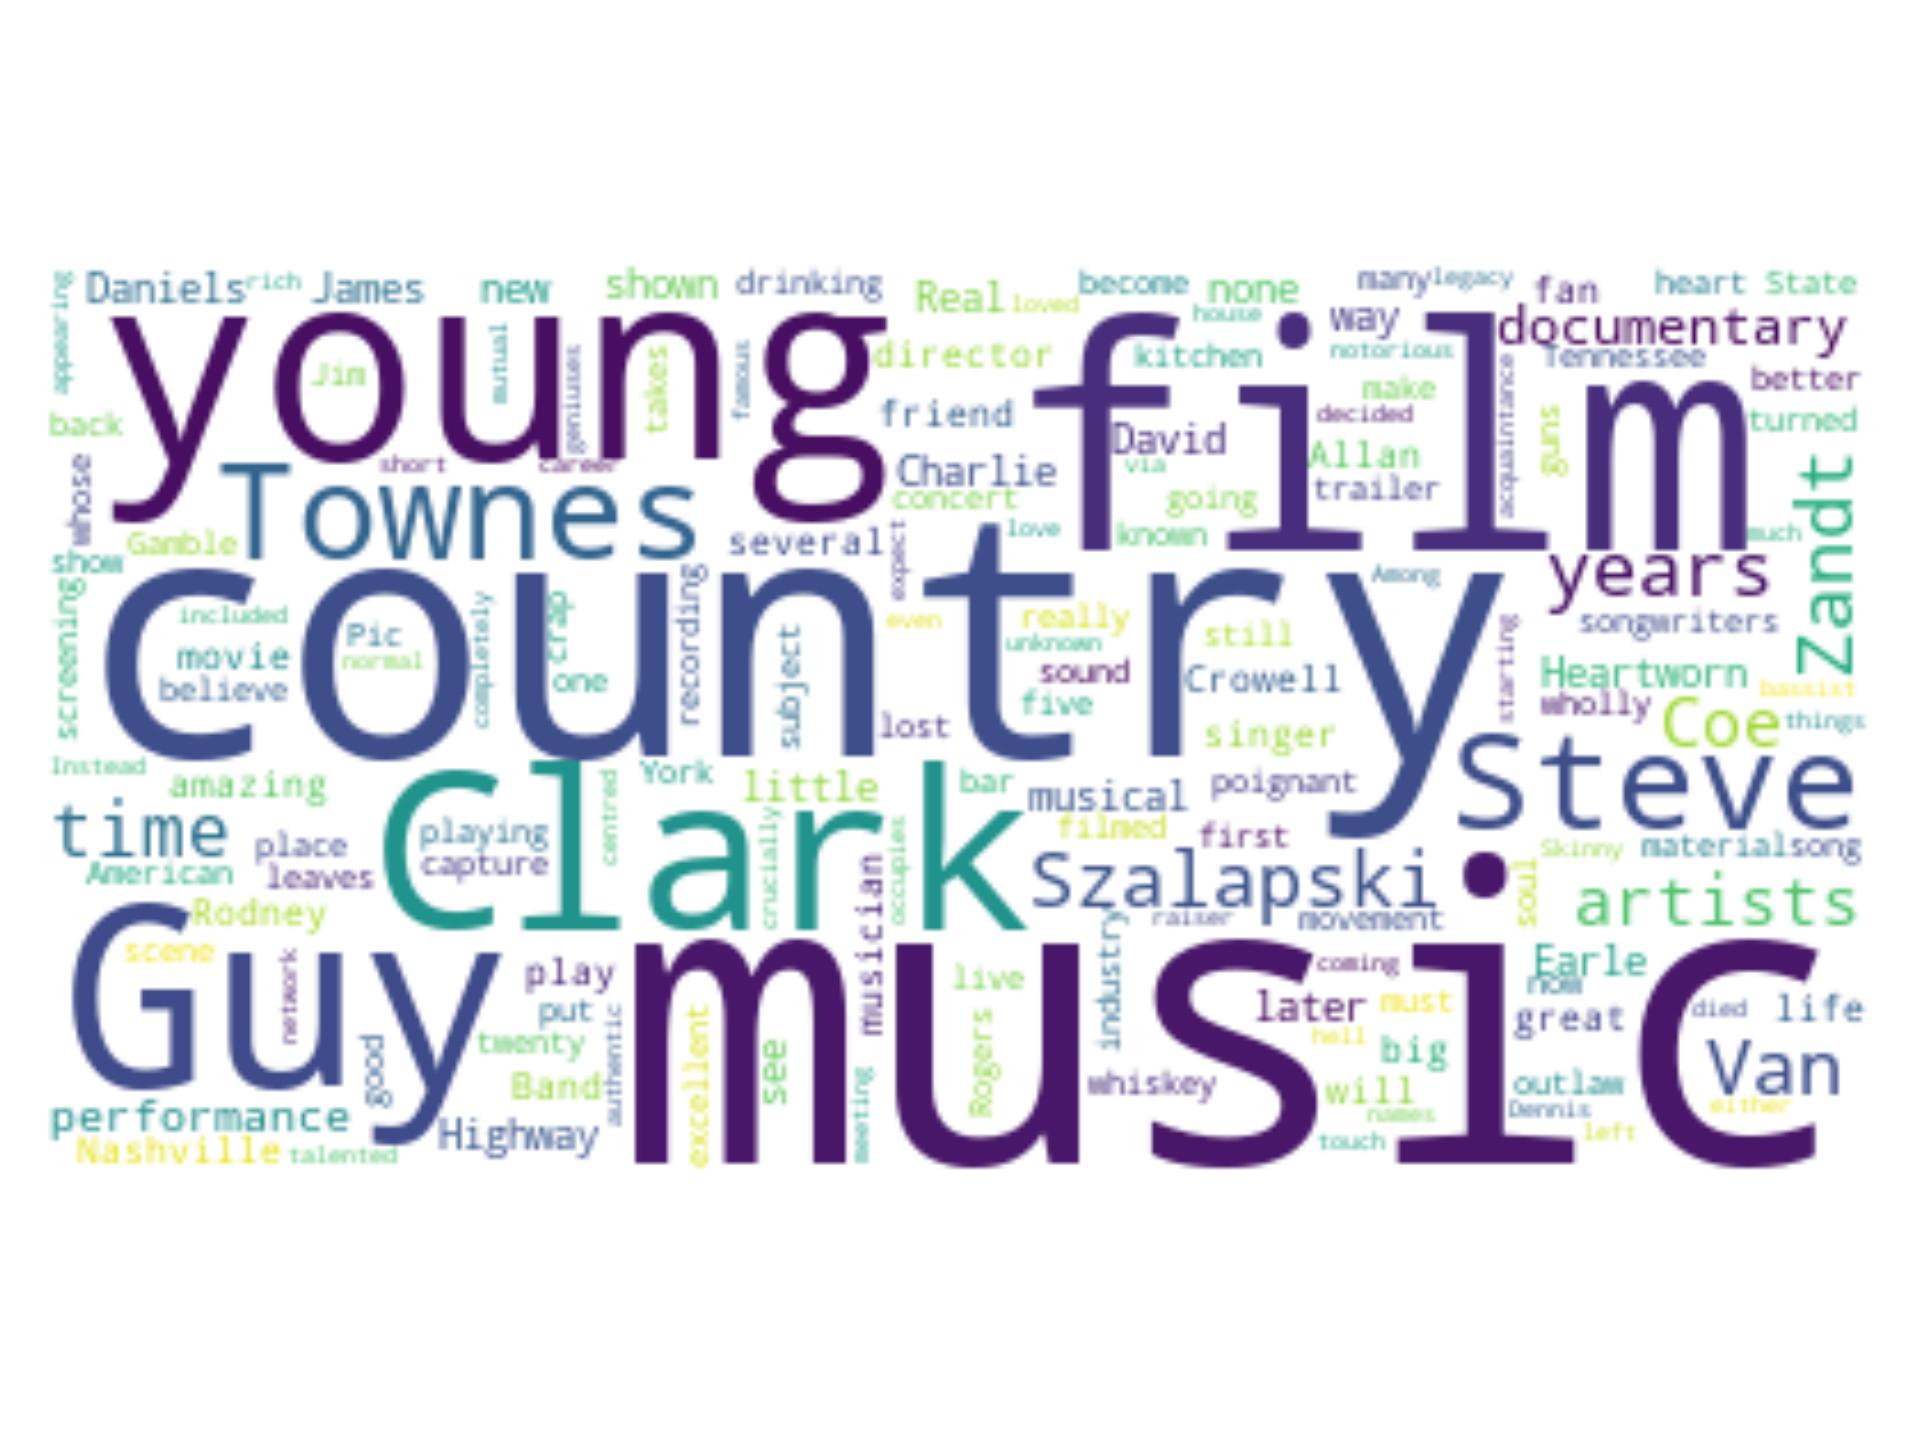 appearing
Daniels
rich
James
new
shown
drinking
Real
loved
become
none
house
many
legacy
fan
heart
State
young
film
way
documentary
Jim
mutual
geniuses
takes
famous
director
kitchen
notorious
Tennessee
better
back
friend
David
make
decided
acquaintance
guns
turned
whose
short
career
Townes
Charlie
via
Allan
trailer
concert
going
Zandt
Gamble
several
expect
love
known
much
show
screening
country
Among
years
included
completely
crap
recording
even
really
unknown
still
starting
songwriters
movie
Pic
normal
believe
one
subject
sound
five
Crowell
Heartworn
bassist
wholly
Coe
things
lost
singer
Instead
amazing
centred
York
little
bar
musical
poignant
Steve
time
Clark
playing
capture
crucially
filmed
first
place
leaves
American
occupies
Szalapski
Skinny
material
song
soul
artists
Rodney
musician
raiser
movement
industry
Guy
scene
network
play
music
live
coming
Earle
now
put
later
must
great
died
life
twenty
authentic
excellent
see
Rogers
hell
big
Van
good
Band
meeting
whiskey
will
names
outlaw
Dennis
either
performance
Highway
touch
left
Nashville
talented